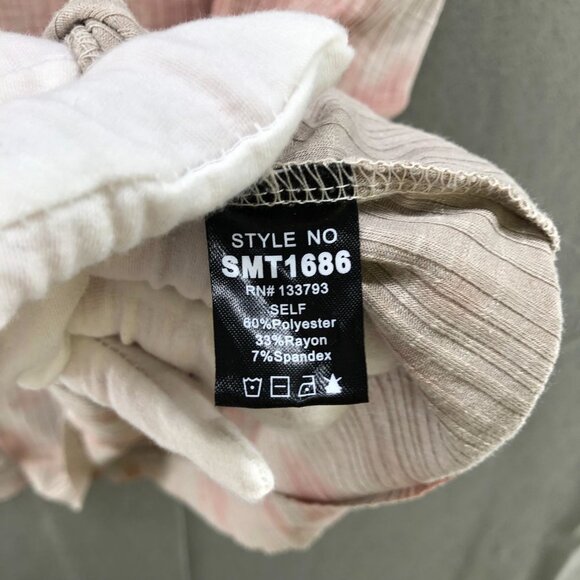 STYLE NO
SMT1686
RN# 133793
SELF
60%Polyester
33%Rayon
7%Spandex